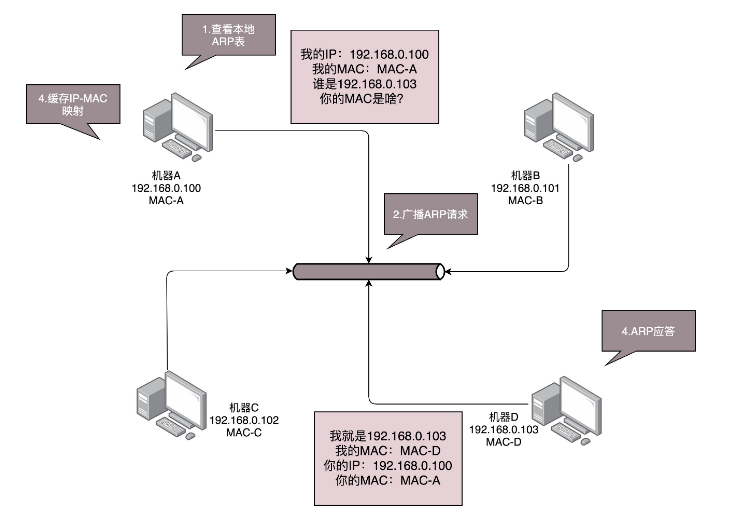 1.查看本地
ARP表
我的IP：192.168.0.100
我的MAC：MAC-A
谁是192.168.0.103
你的MAC是啥?
4.缓存IP-MAC
映射
机器A
192.168.0.100
MAC-A
机器B
192.168.0.101
MAC-B
2.广播ARP请求
4.ARP应答
机器C
192.168.0.102
MAC-C
机器D
192.168.0.103
MAC-D
我就是192.168.0.103
我的MAC：MAC-D
你的IP：192.168.0.100
你的MAC：MAC-A